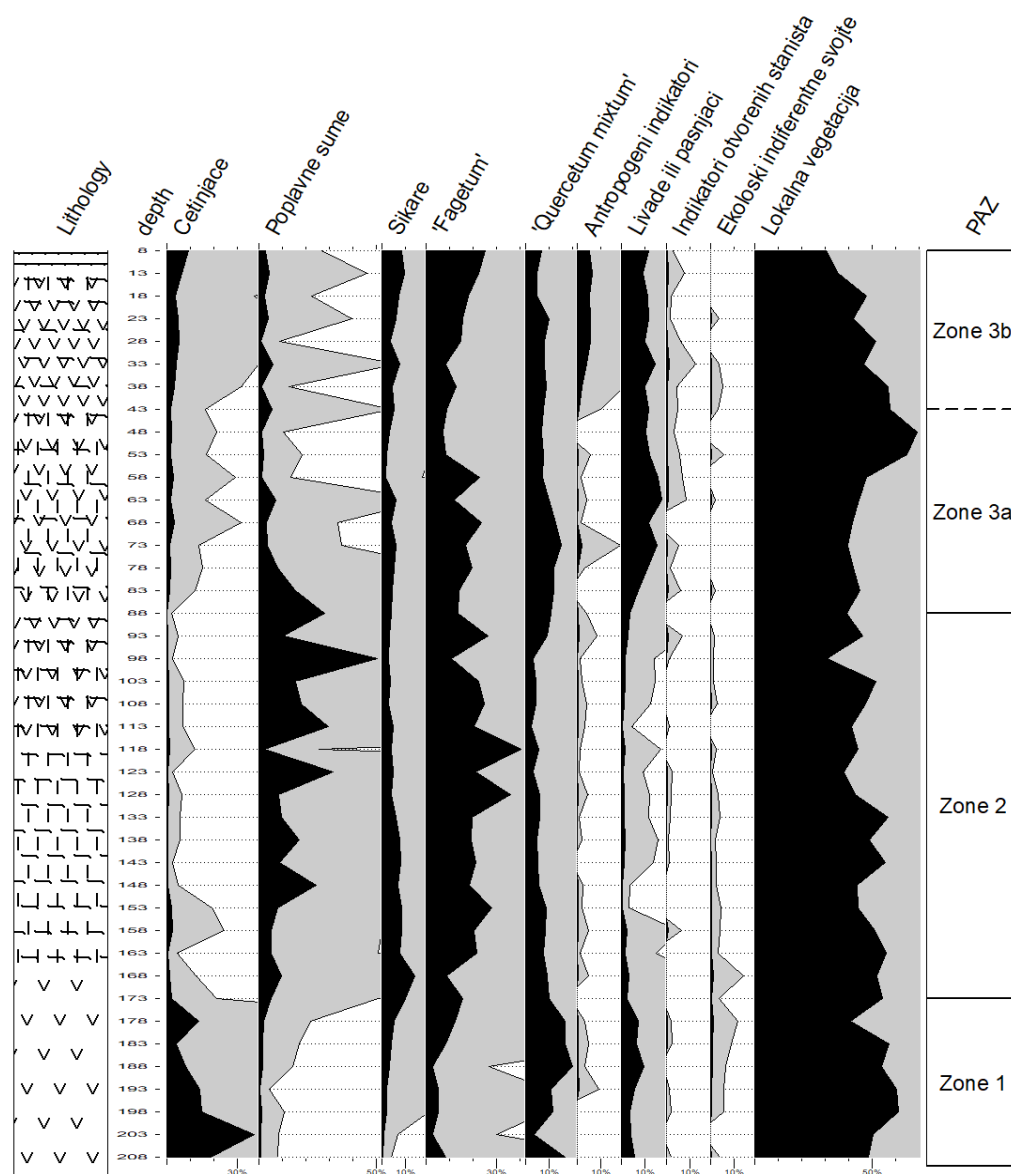 Lithology
depth
Cetinjace
Poplavne sume
Sikare
'Fagetum'
'Quercetum mixtum'
Antropogeni indikatori
Livade ili pasnjaci
Indikatori otvorenih stanista
Ekoloski indiferentne svojte
Lokalna vegetacija
PAZ
8
13
18
23
28
33
38
43
48
53
58
63
68
73
78
83
88
93
98
103
108
113
118
123
128
133
138
143
148
153
158
163
168
173
178
183
188
193
198
203
208
Zone 3b
Zone 3a
Zone 2
Zone 1
30% 50% 10% 30% 10% 10% 10% 10% 10% 50%